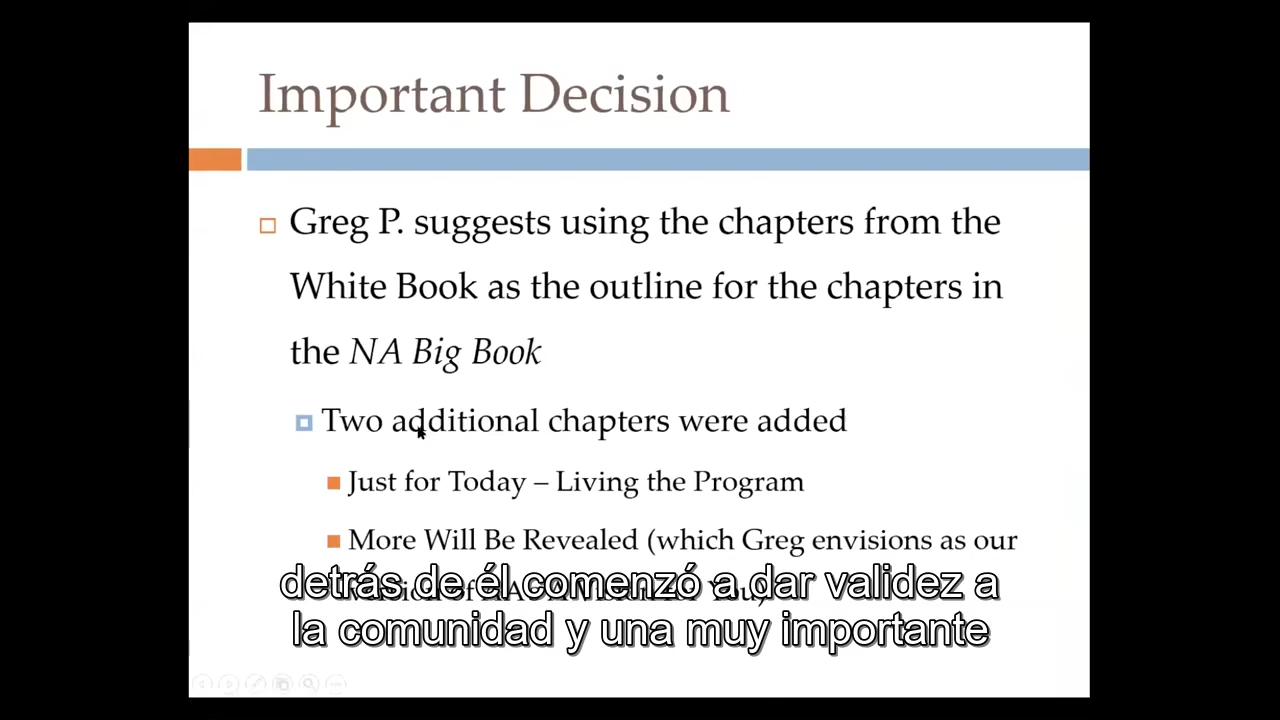 Important Decision
Greg P. suggests using the chapters from the
White Book as the outline for the chapters in
the NA Big Book
Two additional chapters were added
Just for Today – Living the Program
More Will Be Revealed (which Greg envisions as our
detrás de él comenzó a dar validez a
la comunidad y una muy importante